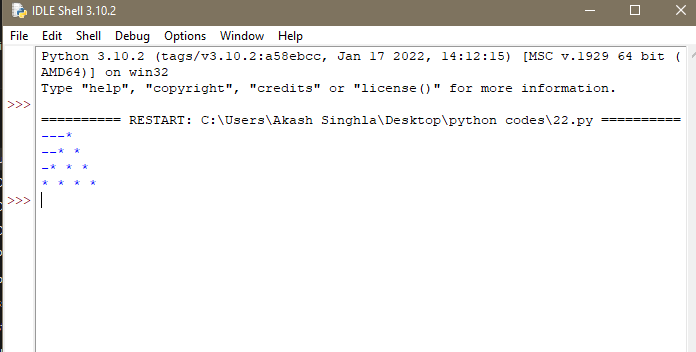 IDLE Shell 3.10.2
File Edit Shell Debug Options Window Help
Python 3.10.2 (tags/v3.10.2:a58ebcc, Jan 17 2022, 14:12:15) [MSC v.1929 64 bit (
AMD64)] on win32
Type "help", "copyright", "credits" or "license()" for more information.
>>>
========== RESTART: C:\Users\Akash Singhla\Desktop\python codes\22.py ==========
---*
--* *
-* * *
* * * *
>>>